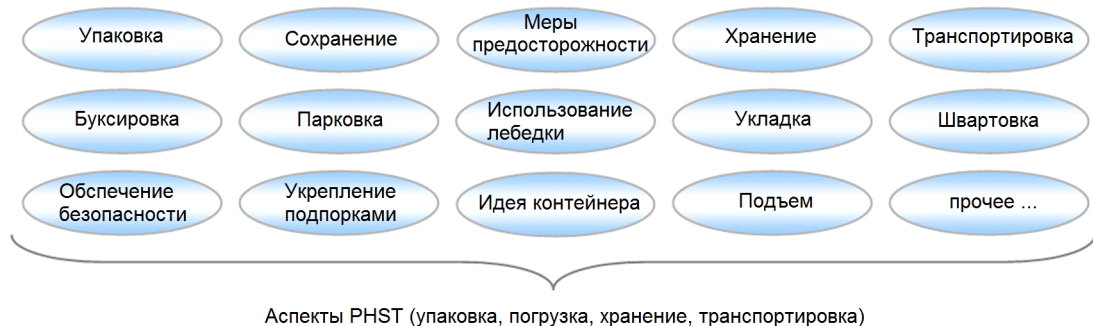 Упаковка
Сохранение
Меры
предосторожности
Хранение
Транспортировка
Буксировка
Парковка
Использование
лебедки
Укладка
Швартовка
Обспечение
безопасности
Укрепление
подпорками
Идея контейнера
Подъем
прочее ...
Аспекты PHST (упаковка, погрузка, хранение, транспортировка)